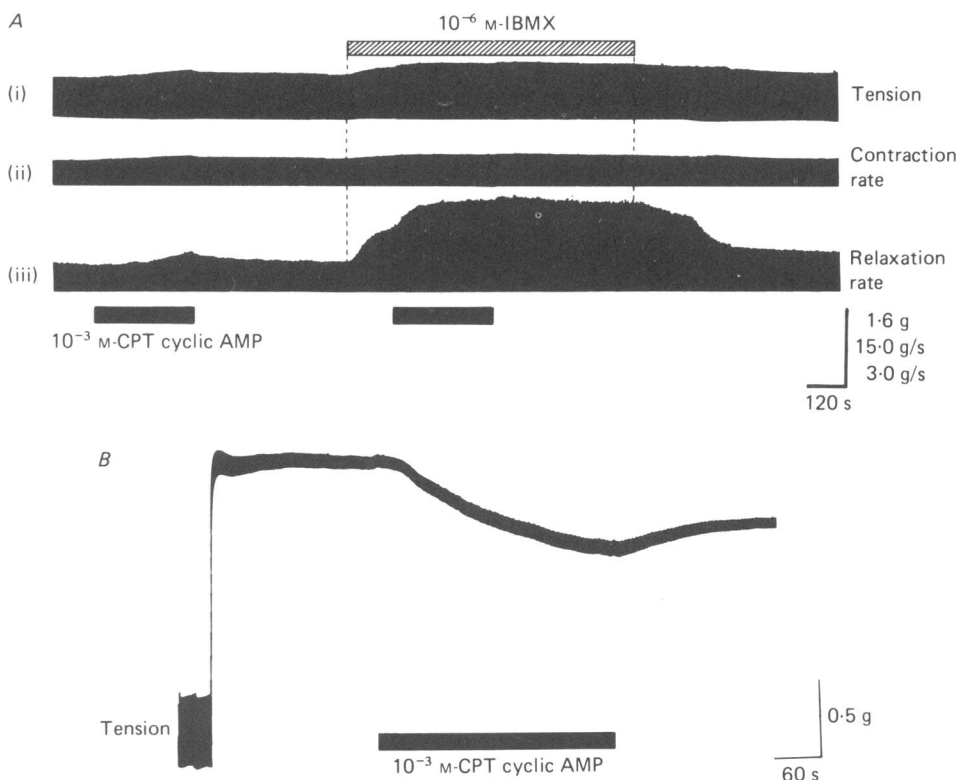 A
10⁻⁶ M-IBMX
(i)
Tension
(ii)
Contraction
rate
(iii)
Relaxation
rate
10⁻³ M-CPT cyclic AMP
1·6 g
15·0 g/s
3·0 g/s
120 s
B
Tension
10⁻³ M-CPT cyclic AMP
0·5 g
60 s